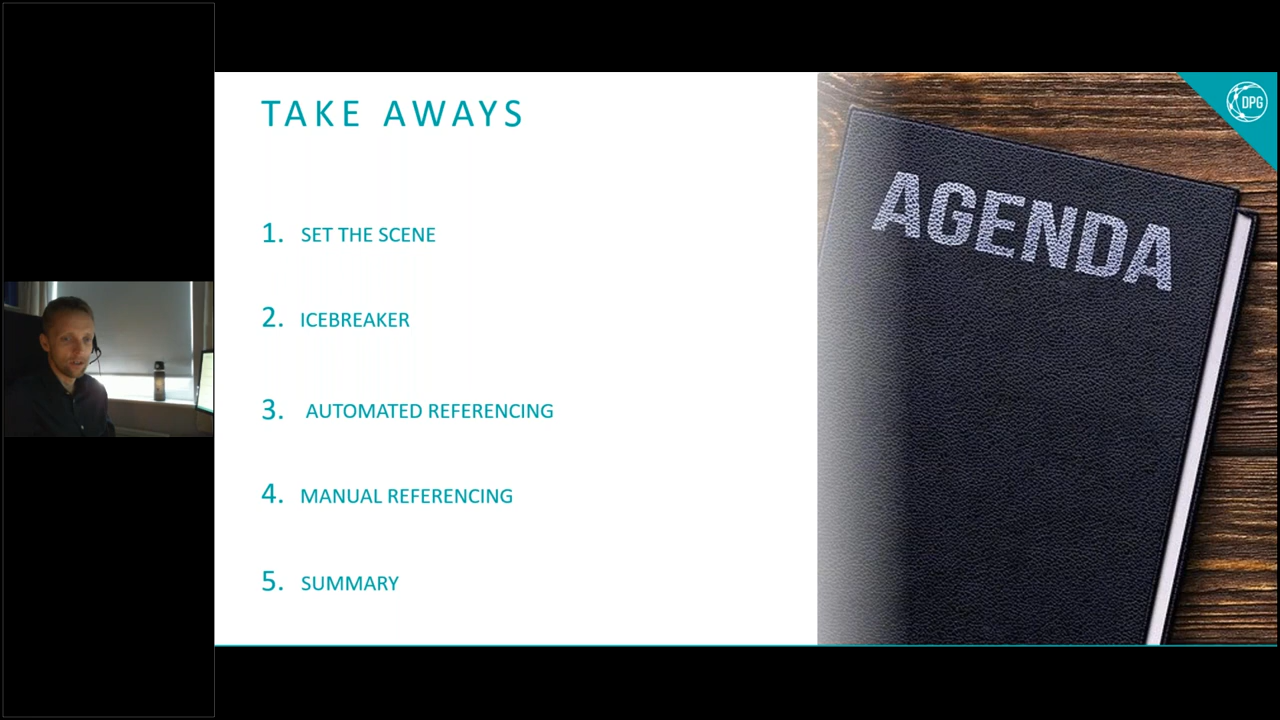 TAKE AWAYS
1. SET THE SCENE
2. ICEBREAKER
3. AUTOMATED REFERENCING
4. MANUAL REFERENCING
5. SUMMARY
AGENDA
DPG